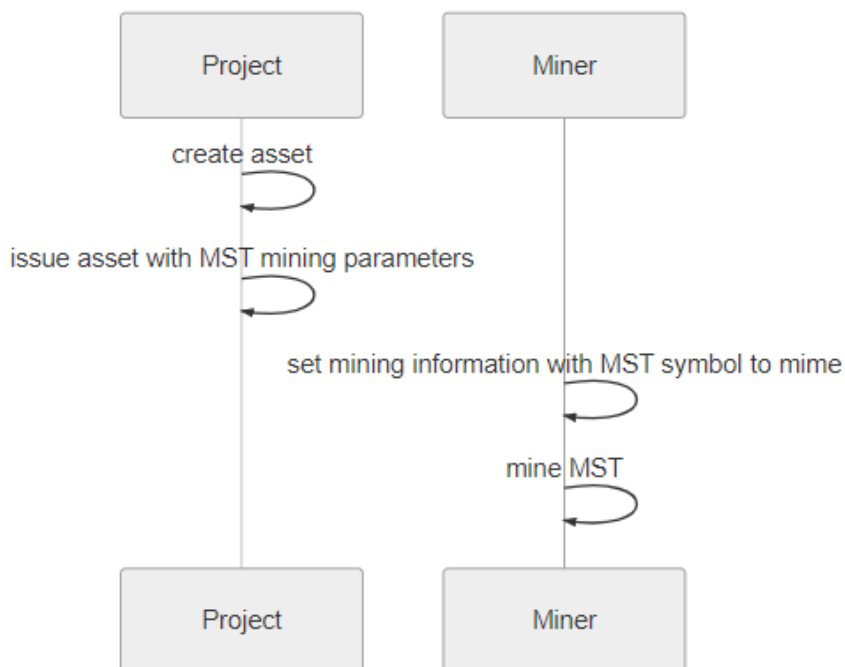 Project
Miner
create asset
issue asset with MST mining parameters
set mining information with MST symbol to mime
mine MST
Project
Miner